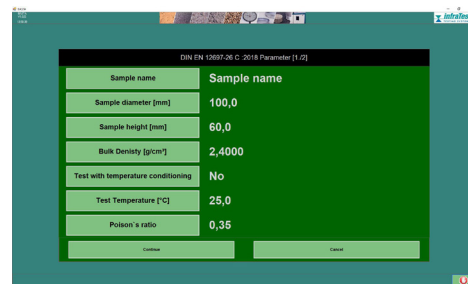 infraTest
DIN EN 12697-26 C :2018 Parameter [1 /2]
Sample name Sample name
Sample diameter [mm] 100,0
Sample height [mm] 60,0
Bulk Denisty [g/cm³] 2,4000
Test with temperature conditioning No
Test Temperature [°C] 25,0
Poison´s ratio 0,35
Continue Cancel